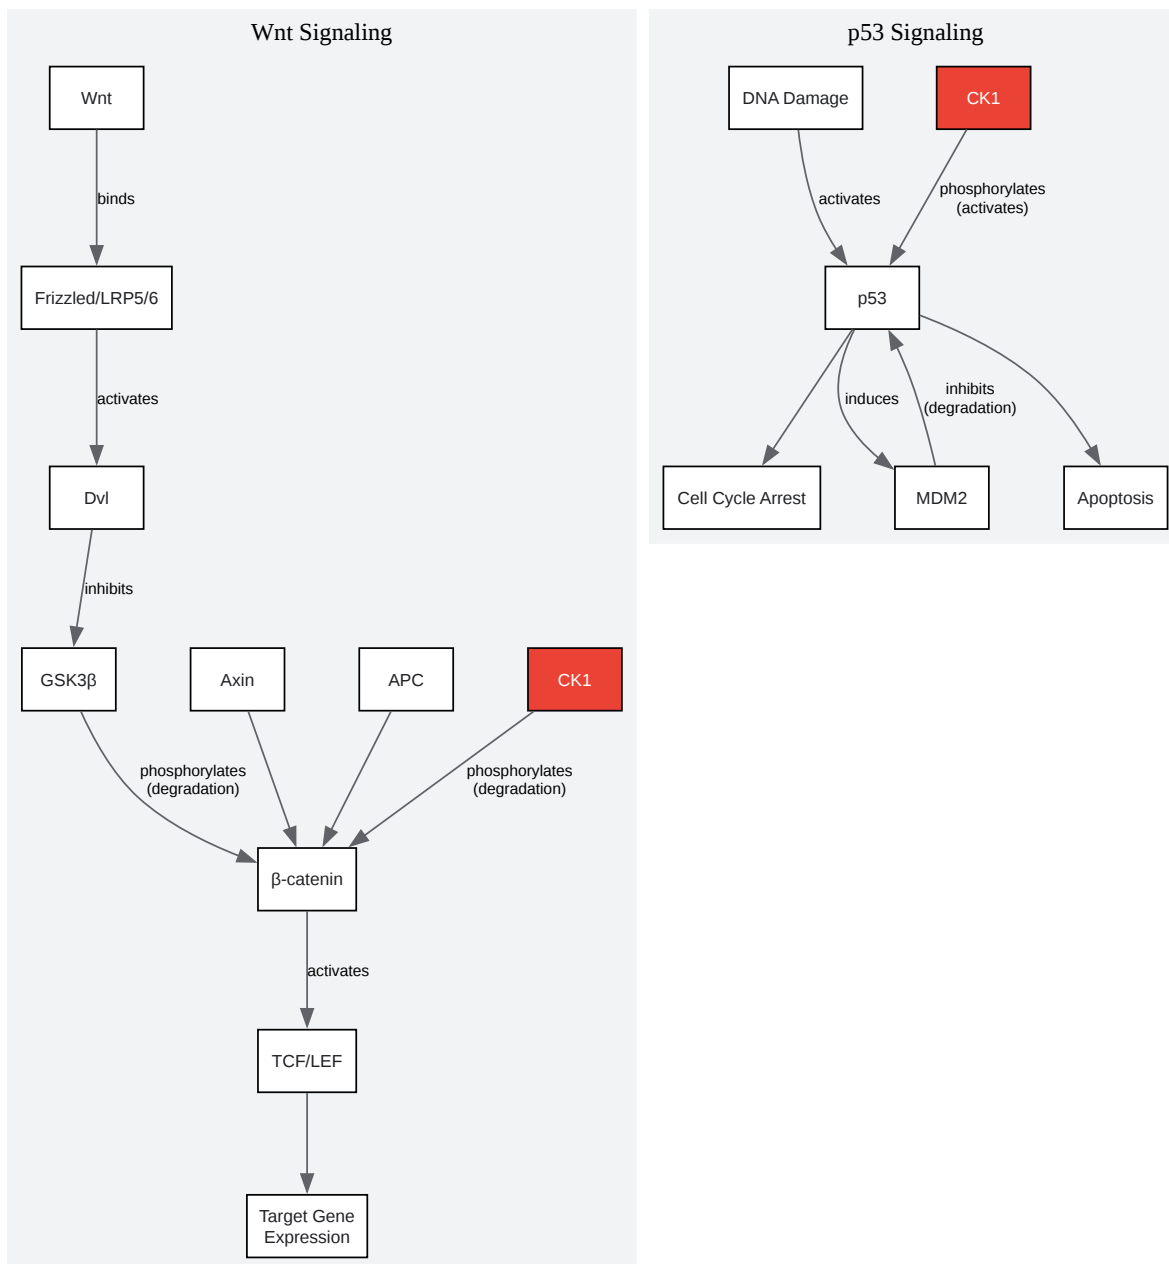 Wnt Signaling
Wnt
binds
Frizzled/LRP5/6
activates
Dvl
inhibits
GSK3β
Axin
APC
CK1
phosphorylates
(degradation)
phosphorylates
(degradation)
β-catenin
activates
TCF/LEF
Target Gene
Expression
p53 Signaling
DNA Damage
CK1
activates
phosphorylates
(activates)
p53
induces
inhibits
(degradation)
Cell Cycle Arrest
MDM2
Apoptosis